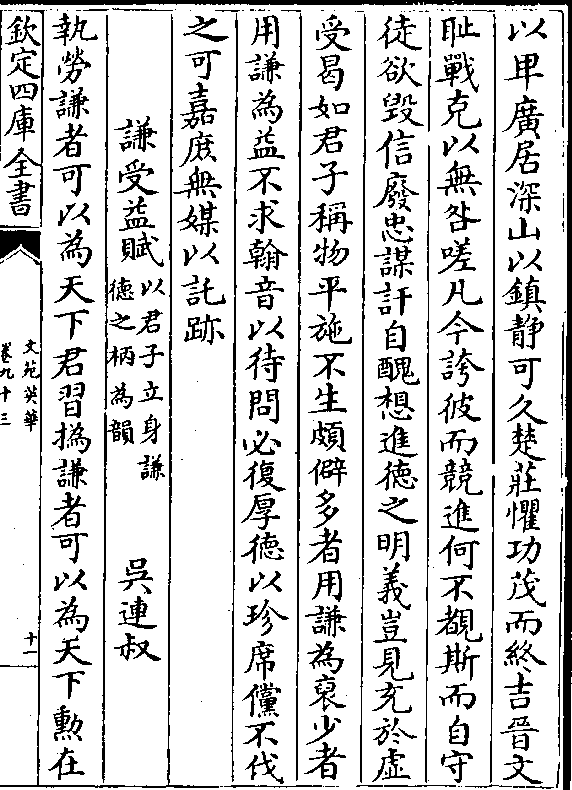 以卑廣居深山以鎮静可久楚莊懼功茂而終吉晉文
耻戰克以無咎嗟凡今誇彼而競進何不覩斯而自守
徒欲毀信廢忠謀訐自醜想進德之明義豈見充於虚
受曷如君子稱物平施不生頗僻多者用謙為裒少者
用謙為益不求翰音以待問必復厚德以珍席儻不伐
之可嘉庶無媒以託跡
謙受益賦 以君子立身謙德之柄為韻 吳連叔
執勞謙者可以為天下君習撝謙者可以為天下勲在
欽定四庫全書
文苑英華
卷九十三
十一